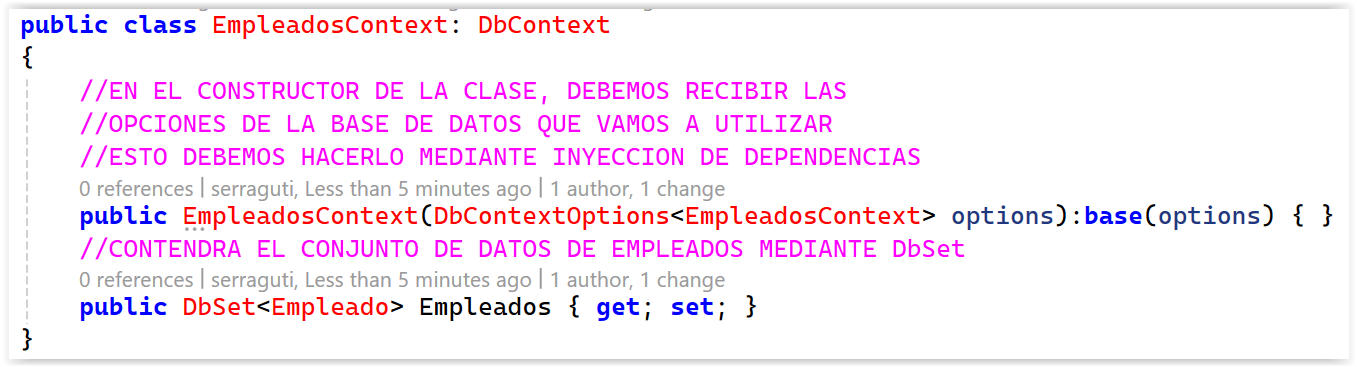 public class EmpleadosContext: DbContext
{
//EN EL CONSTRUCTOR DE LA CLASE, DEBEMOS RECIBIR LAS
//OPCIONES DE LA BASE DE DATOS QUE VAMOS A UTILIZAR
//ESTO DEBEMOS HACERLO MEDIANTE INYECCION DE DEPENDENCIAS
0 references | serraguti, Less than 5 minutes ago | 1 author, 1 change
public EmpleadosContext(DbContextOptions<EmpleadosContext> options):base(options) { }
//CONTENDRA EL CONJUNTO DE DATOS DE EMPLEADOS MEDIANTE DbSet
0 references | serraguti, Less than 5 minutes ago | 1 author, 1 change
public DbSet<Empleado> Empleados { get; set; }
}